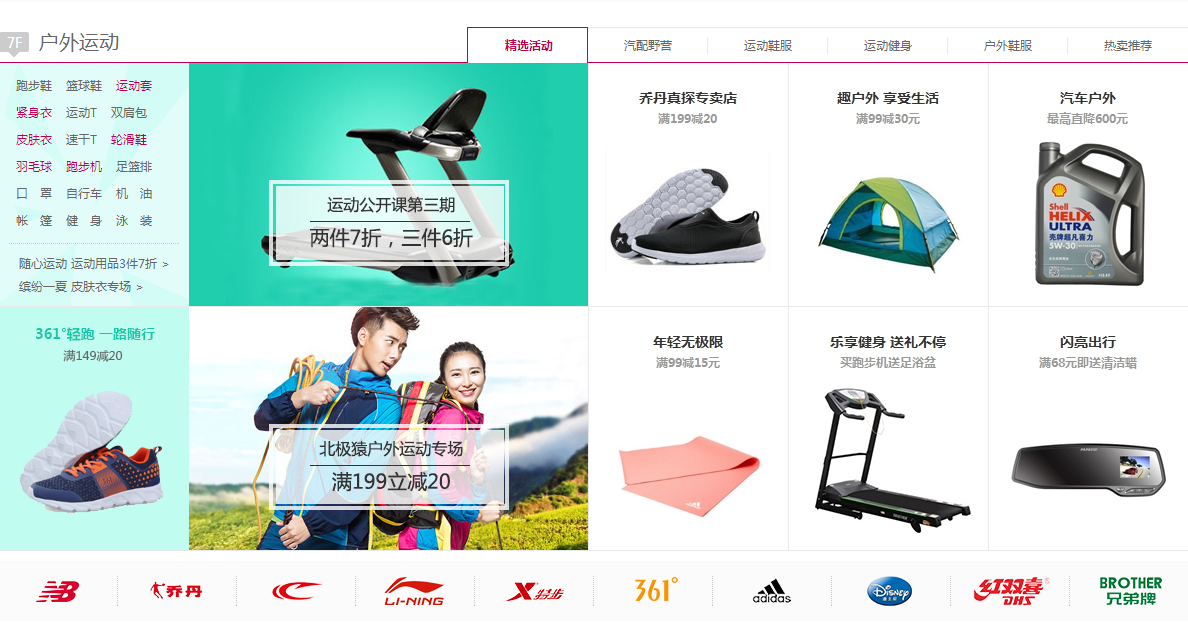 7F 户外运动
精选活动 汽配野营 运动鞋服 运动健身 户外鞋服 热卖推荐
跑步鞋 篮球鞋 运动套
紧身衣 运动T 双肩包
皮肤衣 速干T 轮滑鞋
羽毛球 跑步机 足篮排
口 罩 自行车 机 油
帐 篷 健 身 泳 装
随心运动 运动用品3件7折 >
缤纷一夏 皮肤衣专场 >
运动公开课第三期
两件7折，三件6折
乔丹真探专卖店
满199减20
趣户外 享受生活
满99减30元
汽车户外
最高直降600元
Shell
HELIX
ULTRA
壳牌超凡喜力
5W-30
361°轻跑 一路随行
满149减20
北极猿户外运动专场
满199立减20
年轻无极限
满99减15元
adidas
乐享健身 送礼不停
买跑步机送足浴盆
闪亮出行
满68元即送清洁蜡
NB 乔丹 LI-NING X特步 361° adidas Disney 红双喜 DHS BROTHER 兄弟牌